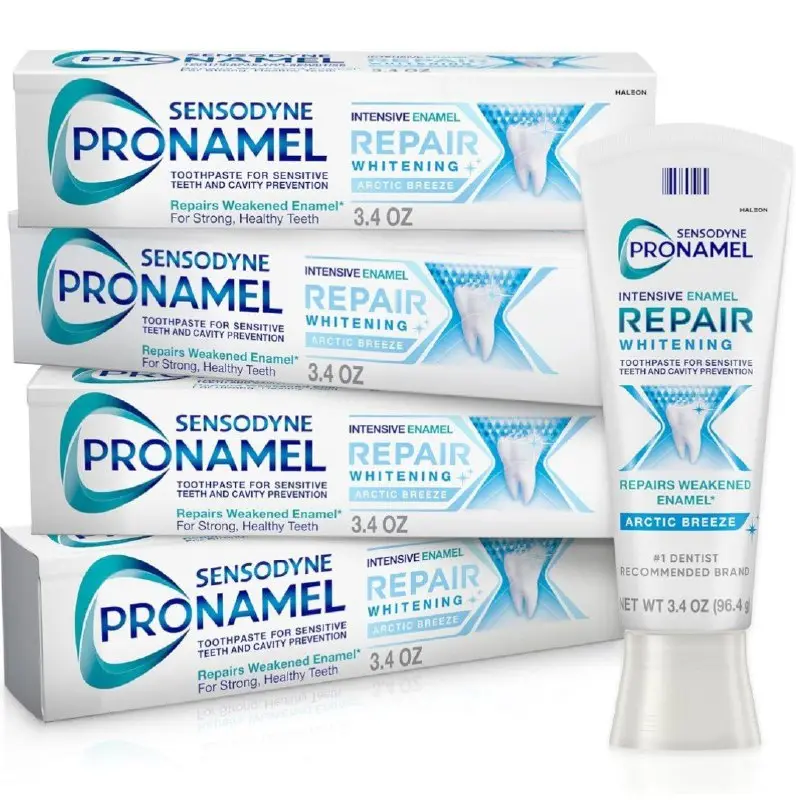 SENSODYNE
PRONAMEL
REPAIR
3.4 OZ
HALEON
SENSODYNE
PRONAMEL
TOOTHPASTE FOR SENSITIVE
TEETH AND CAVITY PREVENTION
Repairs Weakened Enamel*
For Strong, Healthy Teeth
INTENSIVE ENAMEL
REPAIR
WHITENING
ARCTIC BREEZE
3.4 OZ
SENSODYNE
PRONAMEL
TOOTHPASTE FOR SENSITIVE
TEETH AND CAVITY PREVENTION
Repairs Weakened Enamel*
For Strong, Healthy Teeth
INTENSIVE ENAMEL
REPAIR
WHITENING
ARCTIC BREEZE
3.4 OZ
SENSODYNE
PRONAMEL
TOOTHPASTE FOR SENSITIVE
TEETH AND CAVITY PREVENTION
Repairs Weakened Enamel*
For Strong, Healthy Teeth
INTENSIVE ENAMEL
REPAIR
WHITENING
ARCTIC BREEZE
3.4 OZ
SENSODYNE
PRONAMEL
TOOTHPASTE FOR SENSITIVE
TEETH AND CAVITY PREVENTION
Repairs Weakened Enamel*
For Strong, Healthy Teeth
INTENSIVE ENAMEL
REPAIR
WHITENING
ARCTIC BREEZE
3.4 OZ
HALEON
SENSODYNE
PRONAMEL
INTENSIVE ENAMEL
REPAIR
WHITENING
TOOTHPASTE FOR SENSITIVE
TEETH AND CAVITY PREVENTION
REPAIRS WEAKENED
ENAMEL*
ARCTIC BREEZE
#1 DENTIST
RECOMMENDED BRAND
NET WT 3.4 OZ (96.4 g